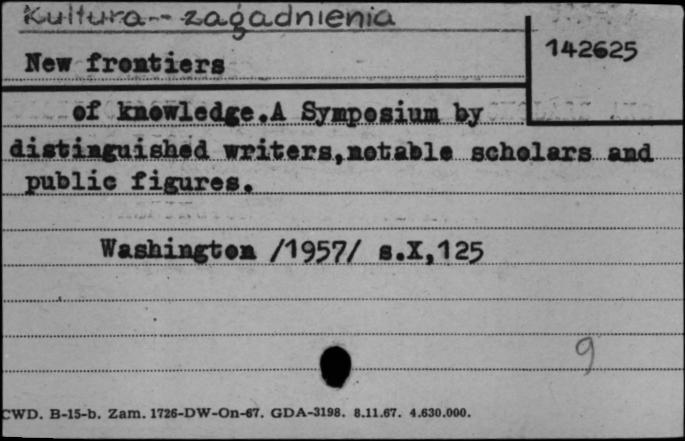 Kultura -- zagadnienia
142625
New frontiers
of knowledge.A Symposium by
distinguished writers,notable scholars and
public figures.
Washington /1957/ s.X,125
9
CWD. B-15-b. Zam. 1726-DW-On-67. GDA-3198. 8.11.67. 4.630.000.